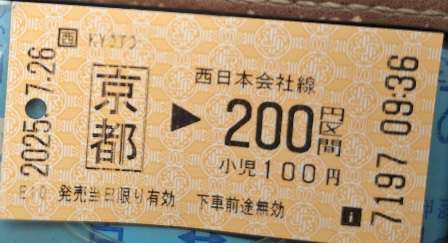 西 KYOTO
2025.-7.26
京都
▶
西日本会社線
200円区間
小児100円
発売当日限り有効 下車前途無効
7197 09:36